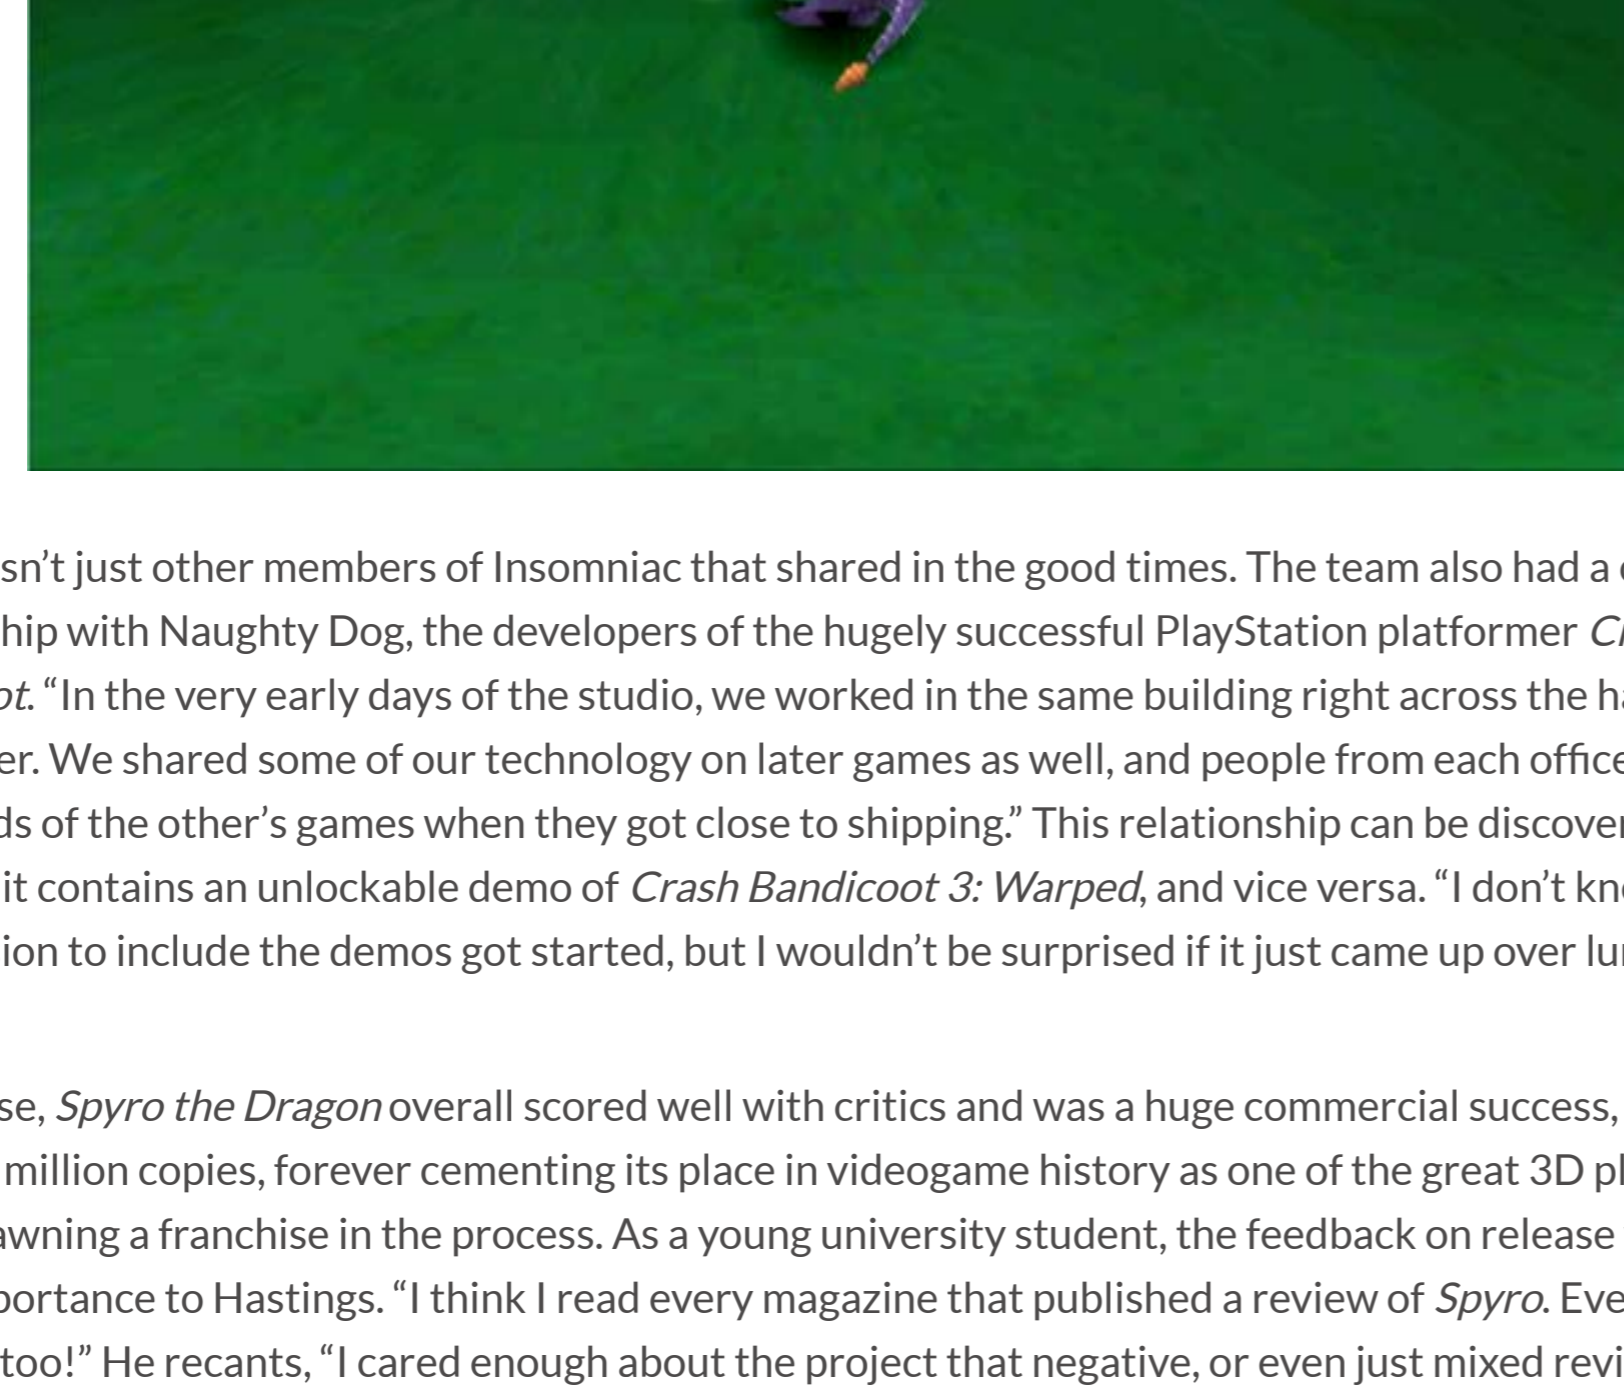 sn’t just other members of Insomniac that shared in the good times. The team also had a
hip with Naughty Dog, the developers of the hugely successful PlayStation platformer
ot. “In the very early days of the studio, we worked in the same building right across the
er. We shared some of our technology on later games as well, and people from each office
ds of the other’s games when they got close to shipping.” This relationship can be discover
it contains an unlockable demo of Crash Bandicoot 3: Warped, and vice versa. “I don’t kn
ion to include the demos got started, but I wouldn’t be surprised if it just came up over lu
se, Spyro the Dragon overall scored well with critics and was a huge commercial success,
million copies, forever cementing its place in videogame history as one of the great 3D pl
awning a franchise in the process. As a young university student, the feedback on release
portance to Hastings. “I think I read every magazine that published a review of Spyro. Eve
too!” He recants, “I cared enough about the project that negative, or even just mixed revi